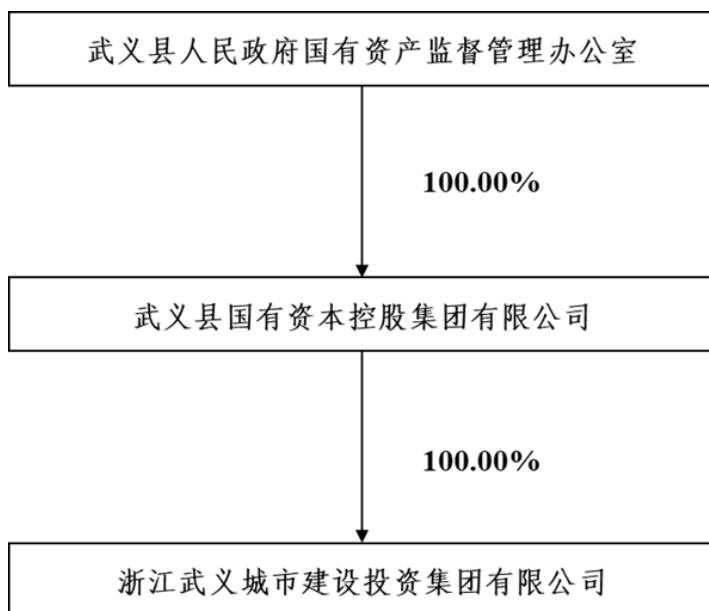 武义县人民政府国有资产监督管理办公室
100.00%
武义县国有资本控股集团有限公司
100.00%
浙江武义城市建设投资集团有限公司